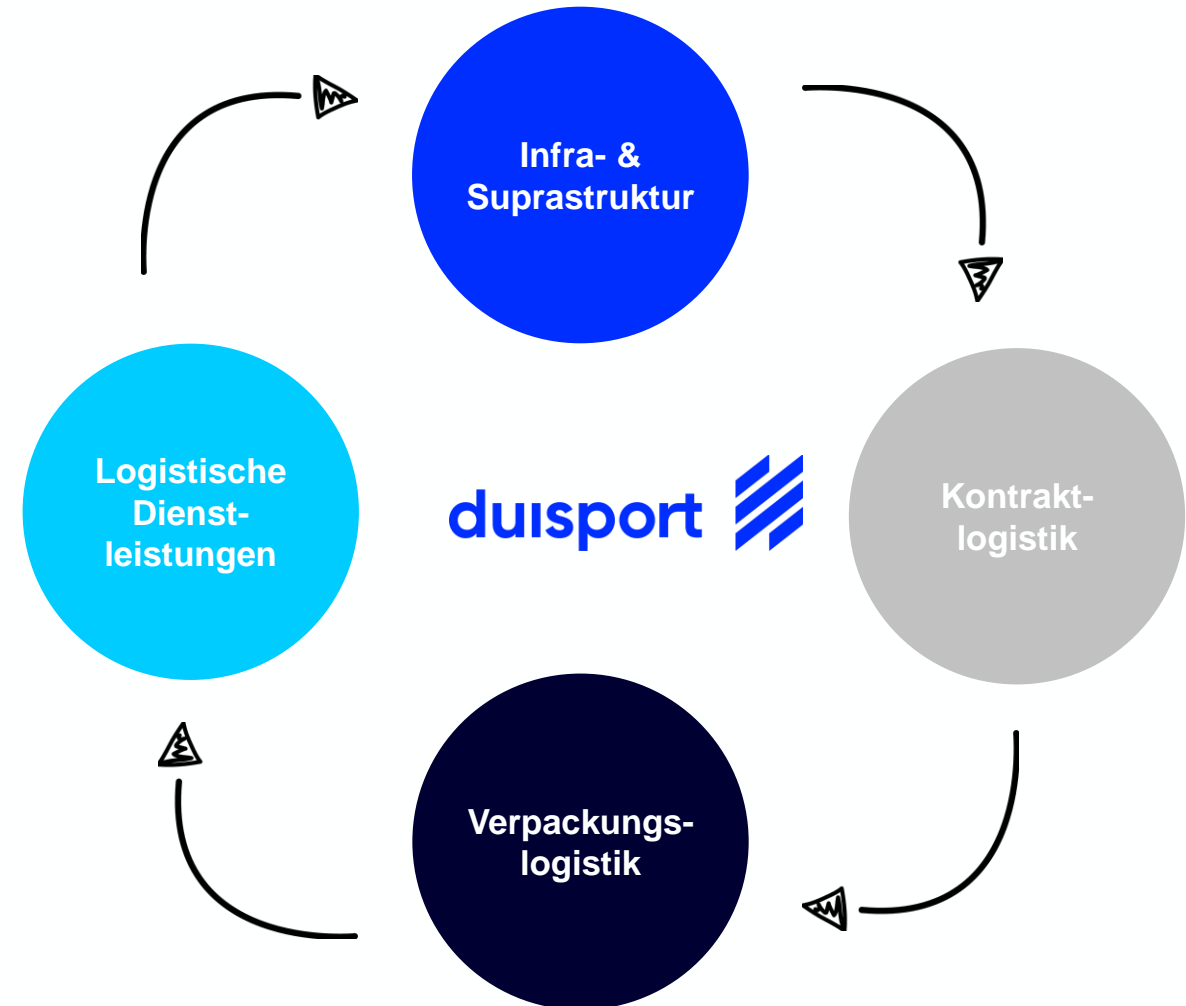 Infra- &
Suprastruktur
Logistische
Dienst-
leistungen
duisport
Kontrakt-
logistik
Verpackungs-
logistik